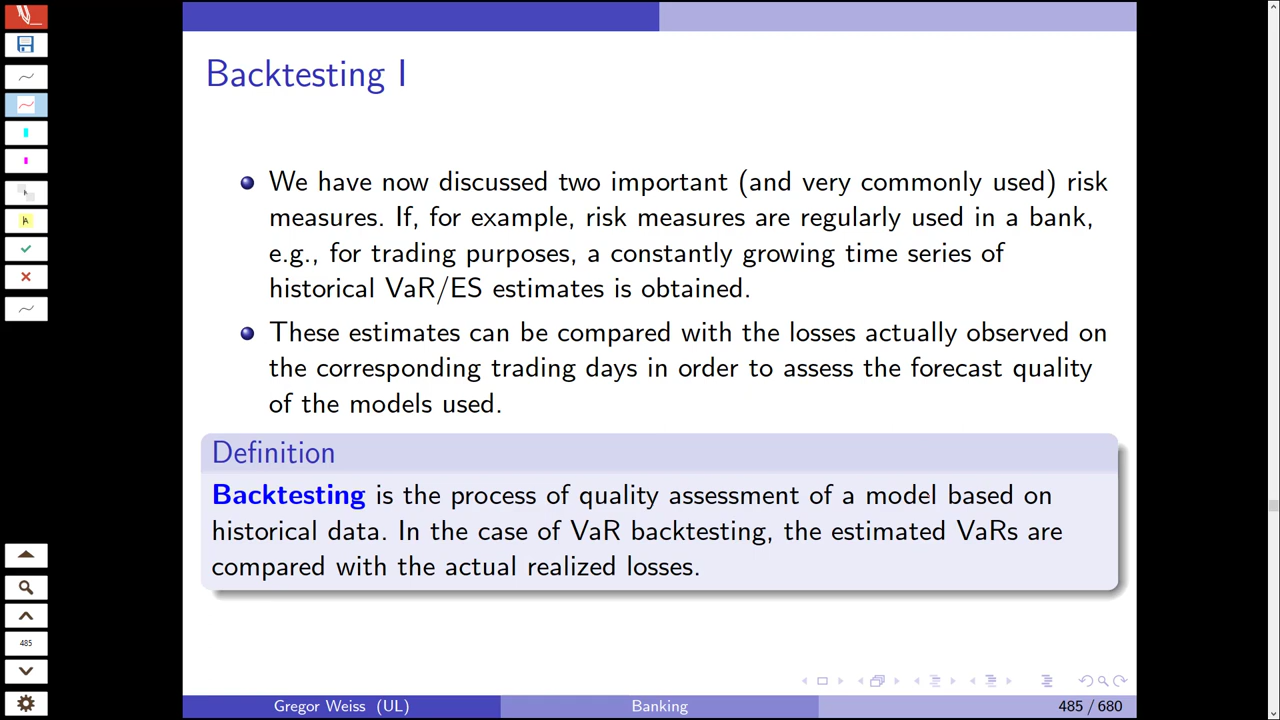 Backtesting I
We have now discussed two important (and very commonly used) risk
measures. If, for example, risk measures are regularly used in a bank,
e.g., for trading purposes, a constantly growing time series of
historical VaR/ES estimates is obtained.
These estimates can be compared with the losses actually observed on
the corresponding trading days in order to assess the forecast quality
of the models used.
Definition
Backtesting is the process of quality assessment of a model based on
historical data. In the case of VaR backtesting, the estimated VaRs are
compared with the actual realized losses.
485
Gregor Weiss (UL) Banking 485 / 680